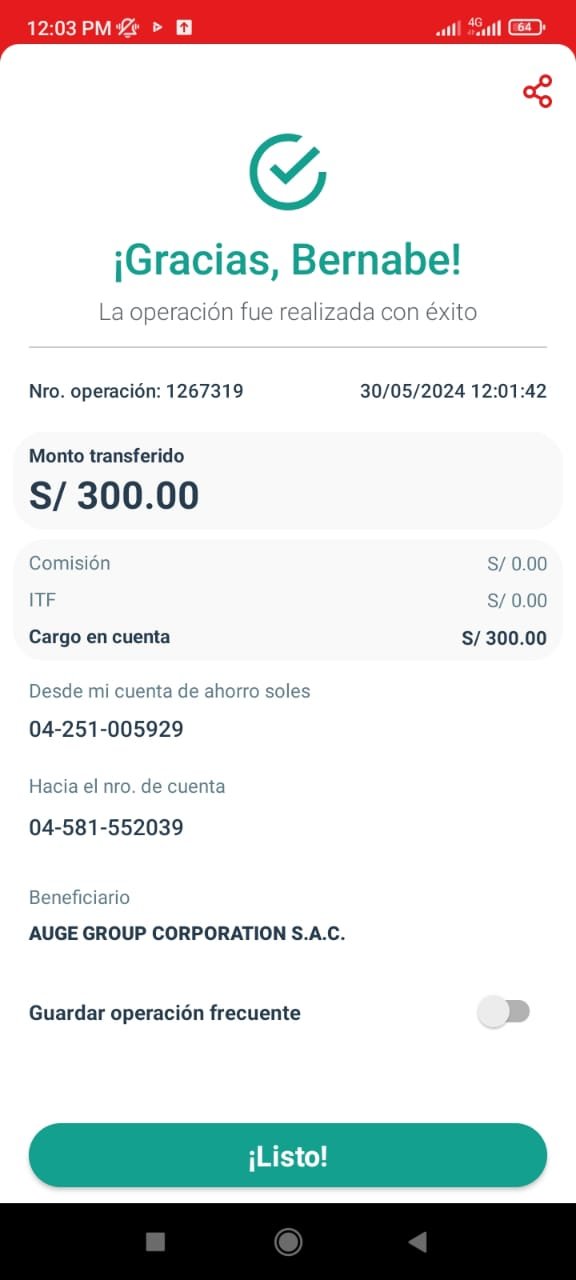 12:03 PM
4G
64
¡Gracias, Bernabe!
La operación fue realizada con éxito
Nro. operación: 1267319 30/05/2024 12:01:42
Monto transferido
S/ 300.00
Comisión S/ 0.00
ITF S/ 0.00
Cargo en cuenta S/ 300.00
Desde mi cuenta de ahorro soles
04-251-005929
Hacia el nro. de cuenta
04-581-552039
Beneficiario
AUGE GROUP CORPORATION S.A.C.
Guardar operación frecuente
¡Listo!